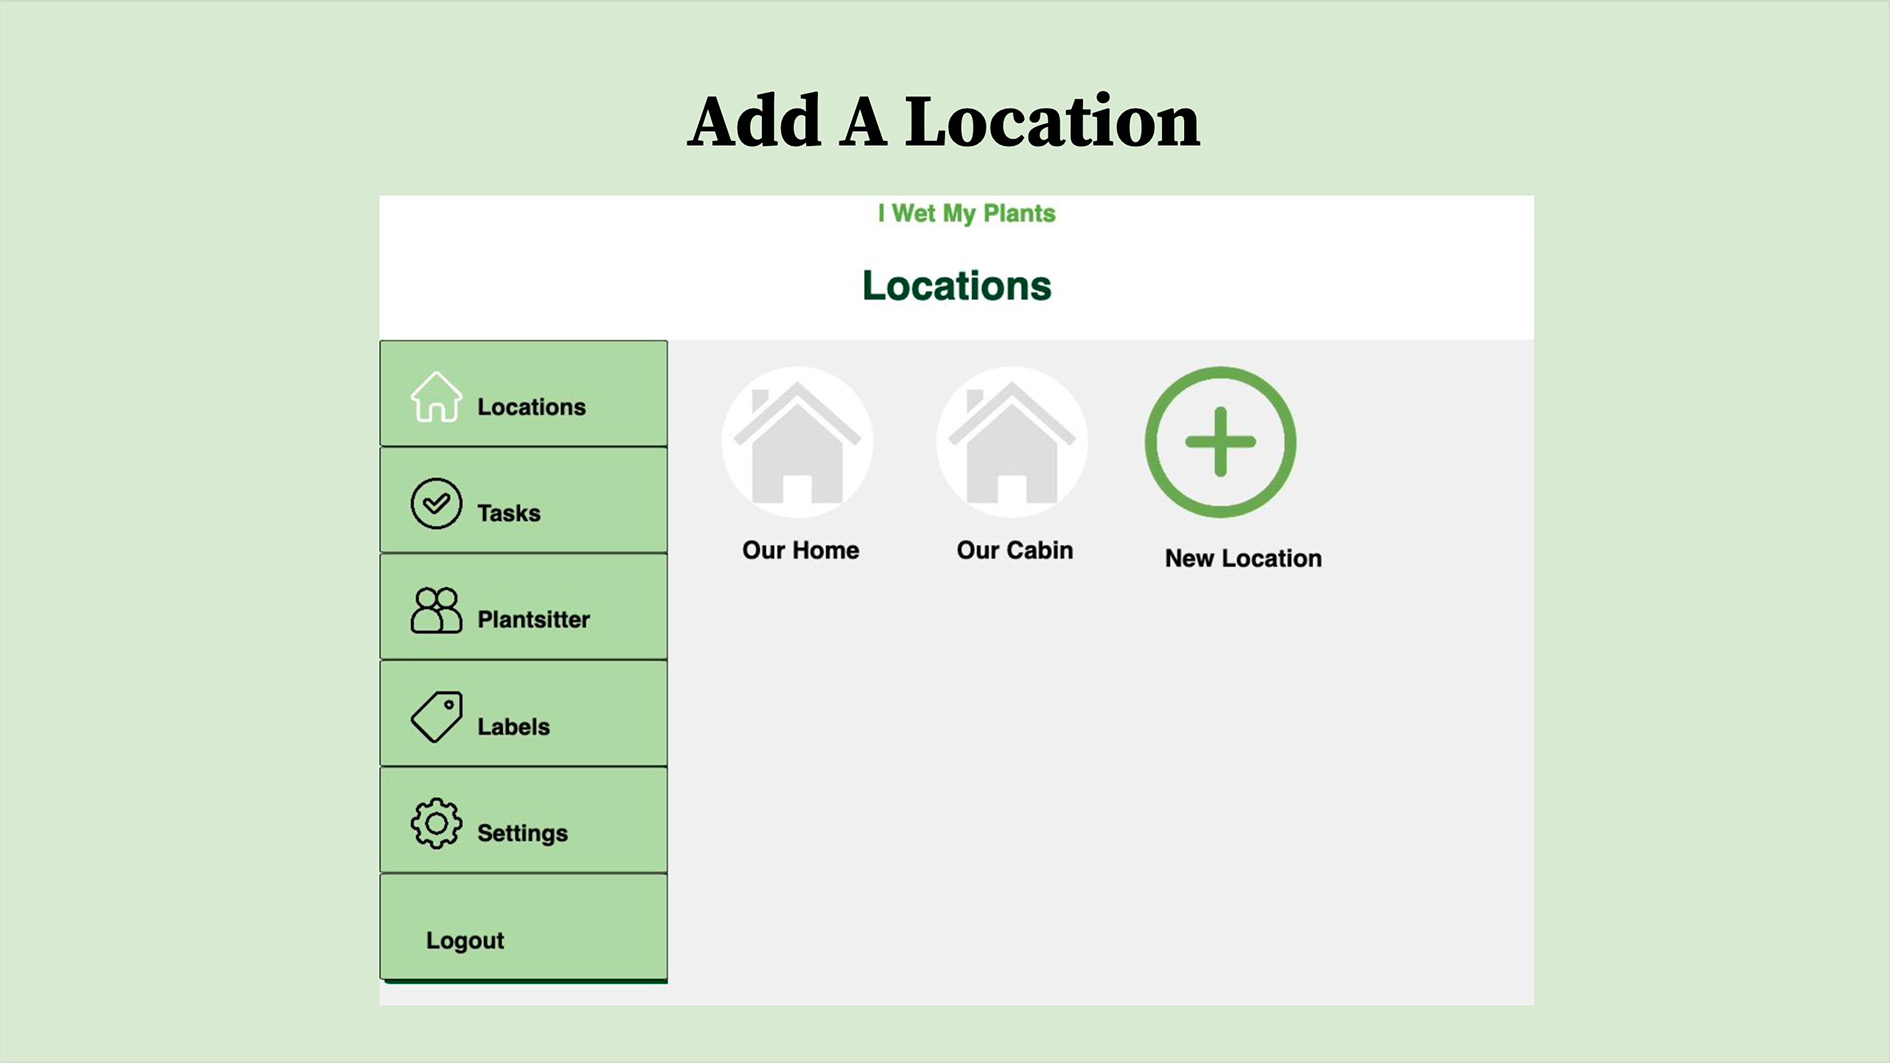 Add A Location
I Wet My Plants
Locations
Locations
Tasks
Plantsitter
Labels
Settings
Logout
Our Home
Our Cabin
New Location